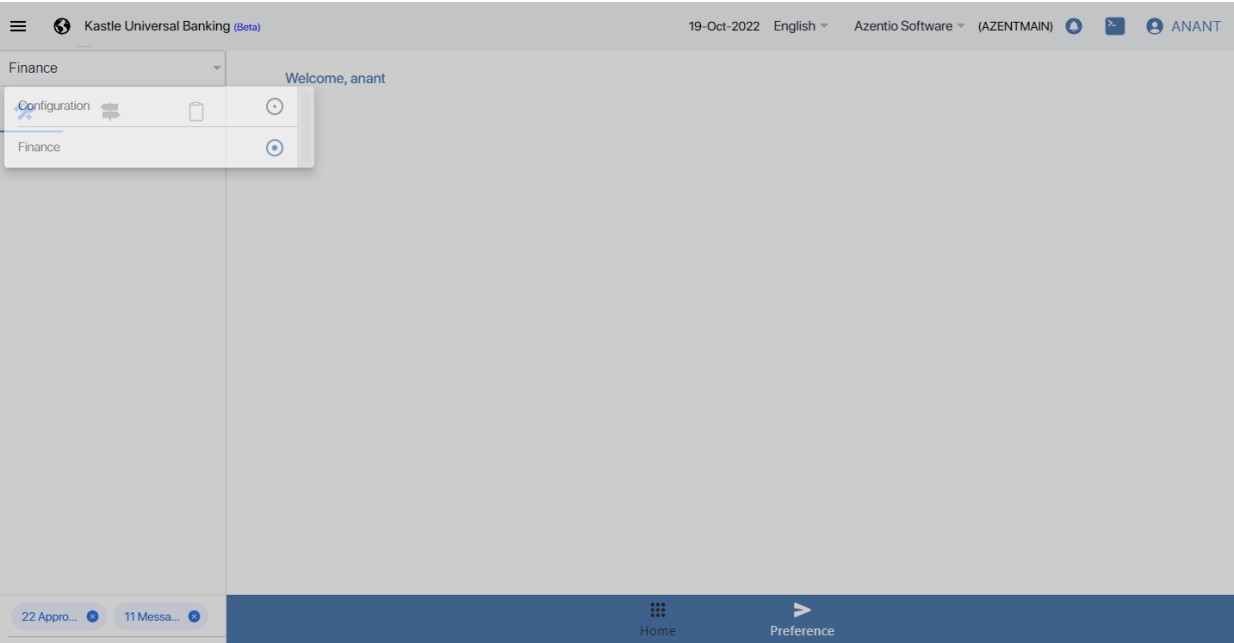 Kastle Universal Banking (Beta) 19-Oct-2022 English Azentio Software (AZENTMAIN) ANANT
Finance
Welcome, anant
Configuration
Finance
22 Appro... 11 Messa...
Home Preference